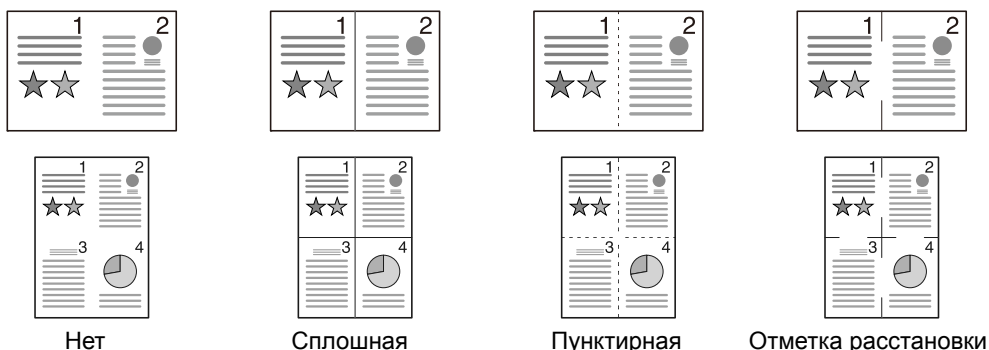 1 2 1 2 1 2 1 2
1 2 1 2 1 2 1 2
3 4 3 4 3 4 3 4
Нет Сплошная Пунктирная Отметка расстановки